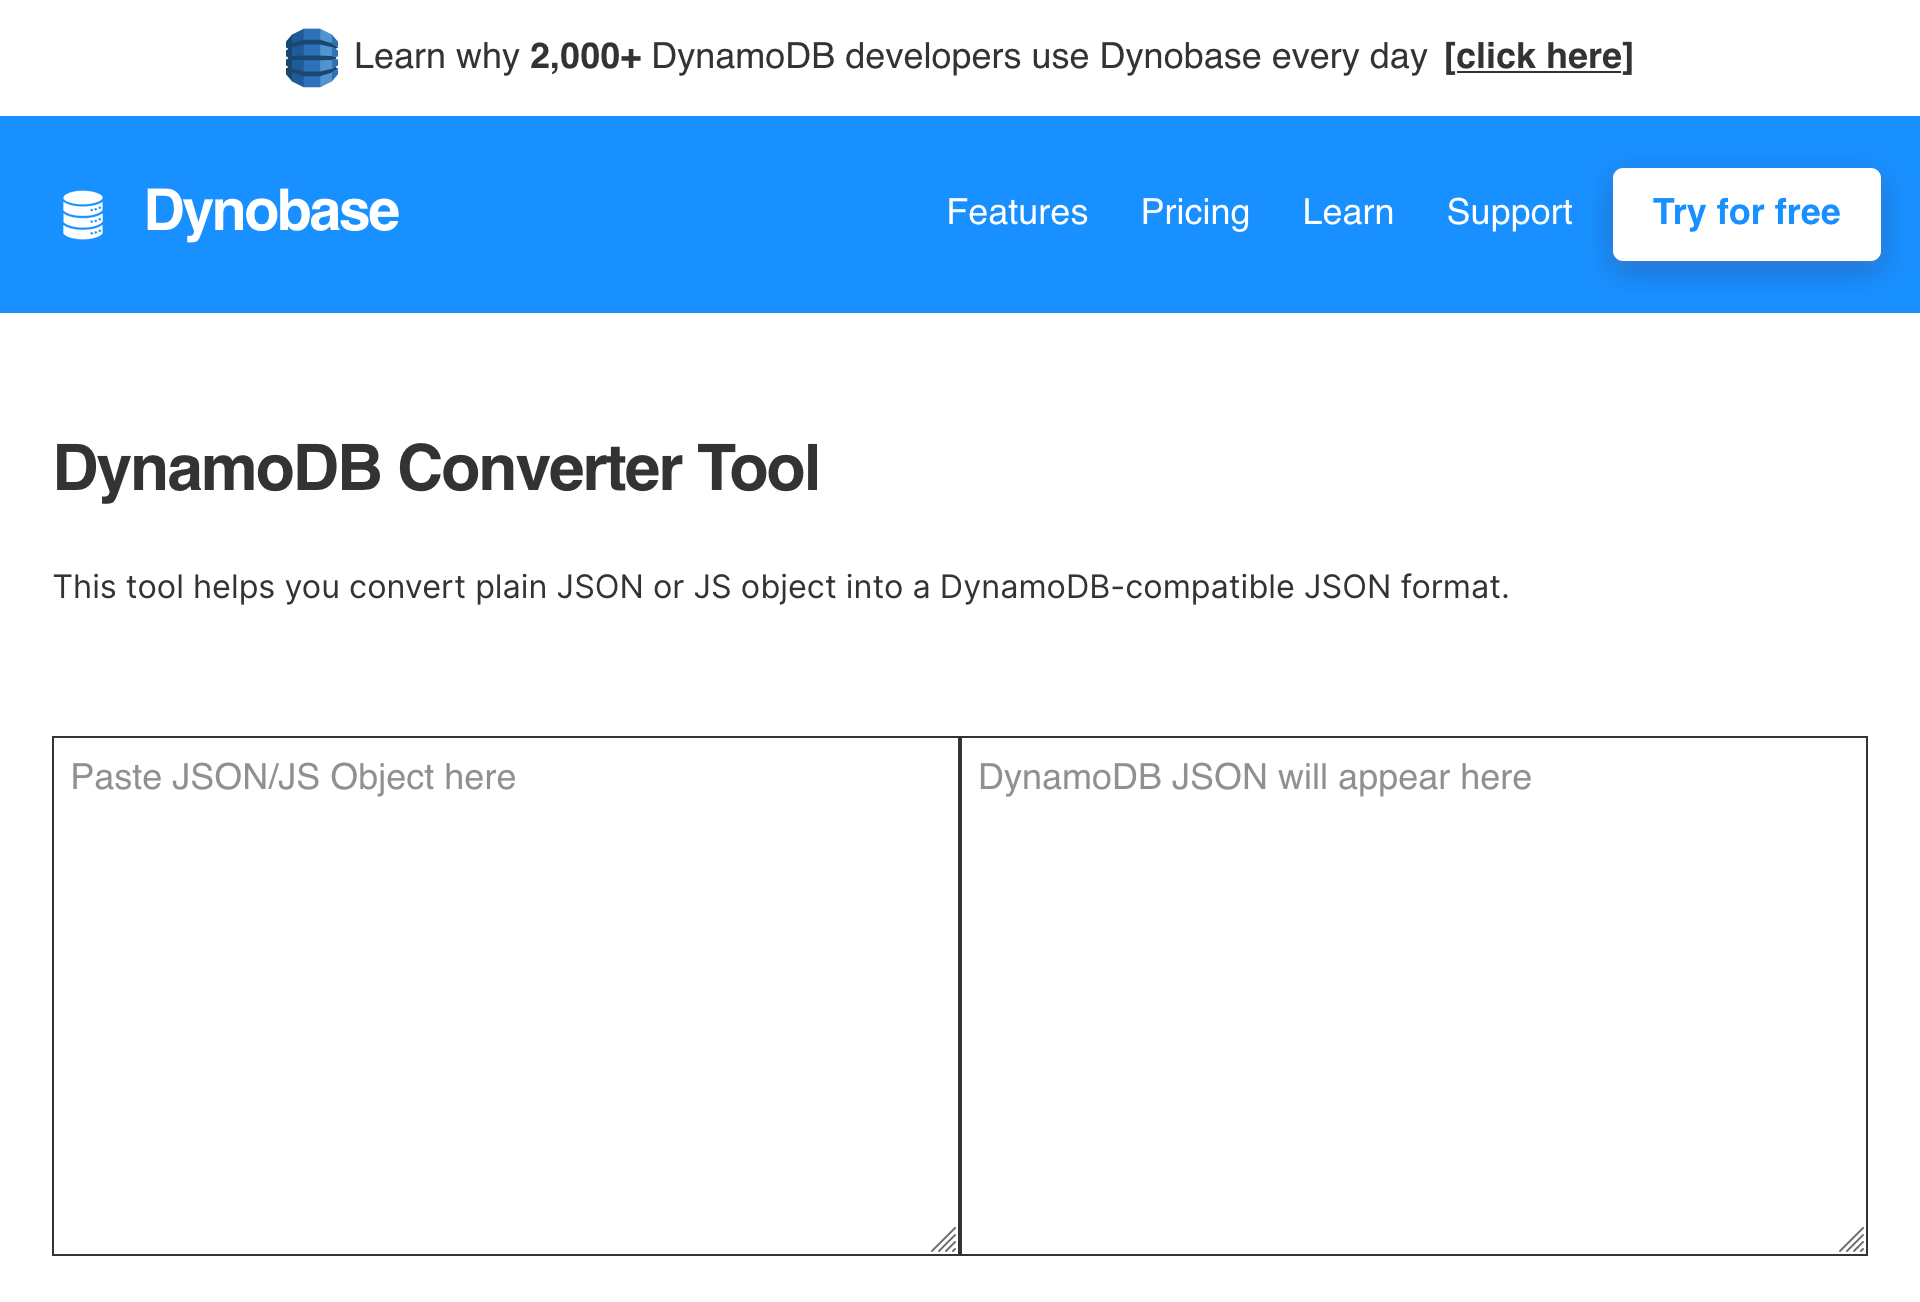 Learn why 2,000+ DynamoDB developers use Dynobase every day [click here]
Dynobase
Features Pricing Learn Support Try for free
DynamoDB Converter Tool
This tool helps you convert plain JSON or JS object into a DynamoDB-compatible JSON format.
Paste JSON/JS Object here
DynamoDB JSON will appear here